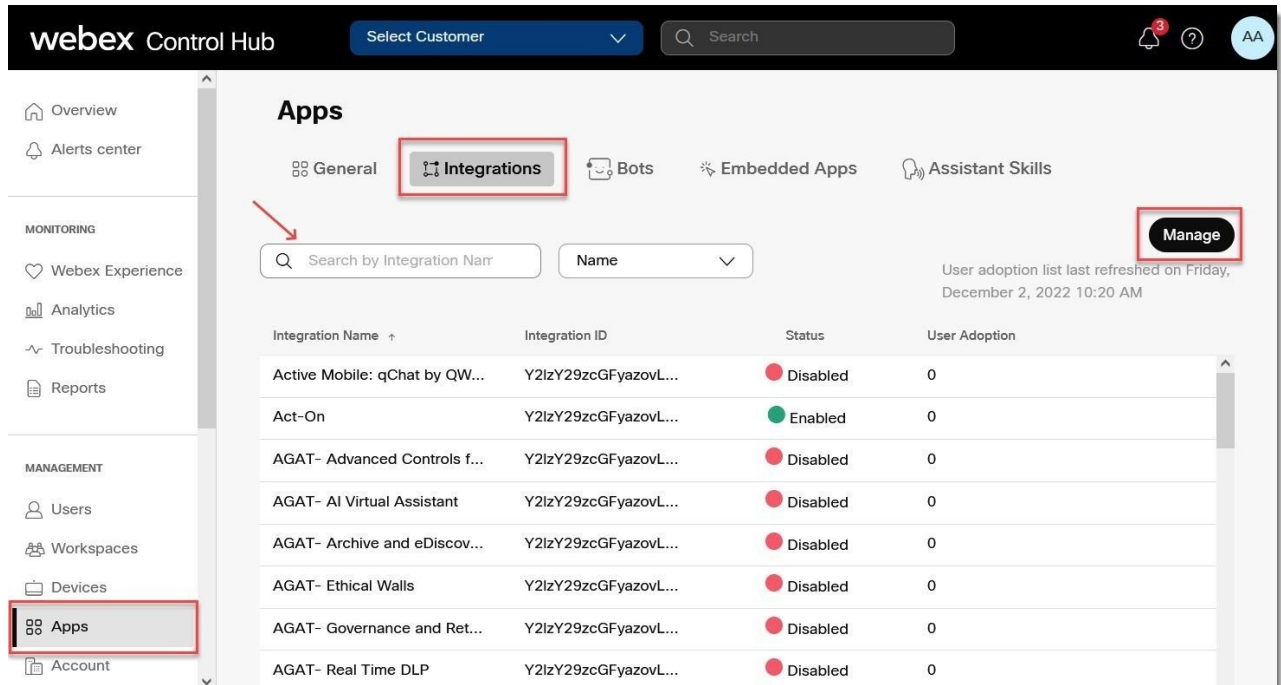 webex Control Hub
Select Customer
Search
3
AA
Overview
Alerts center
MONITORING
Webex Experience
Analytics
Troubleshooting
Reports
MANAGEMENT
Users
Workspaces
Devices
Apps
Account
Apps
General Integrations Bots Embedded Apps Assistant Skills
Manage
Search by Integration Nam
Name
User adoption list last refreshed on Friday,
December 2, 2022 10:20 AM
Integration Name Integration ID Status User Adoption
Active Mobile: qChat by QW... Y2lzY29zcGFyazovL... Disabled 0
Act-On Y2lzY29zcGFyazovL... Enabled 0
AGAT- Advanced Controls f... Y2lzY29zcGFyazovL... Disabled 0
AGAT- AI Virtual Assistant Y2lzY29zcGFyazovL... Disabled 0
AGAT- Archive and eDiscov... Y2lzY29zcGFyazovL... Disabled 0
AGAT- Ethical Walls Y2lzY29zcGFyazovL... Disabled 0
AGAT- Governance and Ret... Y2lzY29zcGFyazovL... Disabled 0
AGAT- Real Time DLP Y2lzY29zcGFyazovL... Disabled 0